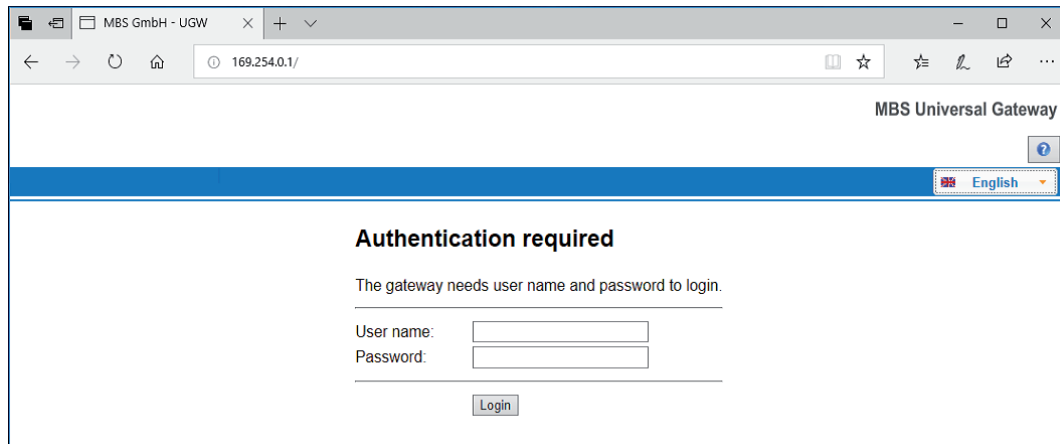 MBS GmbH - UGW
169.254.0.1/
MBS Universal Gateway
English
Authentication required
The gateway needs user name and password to login.
User name:
Password:
Login